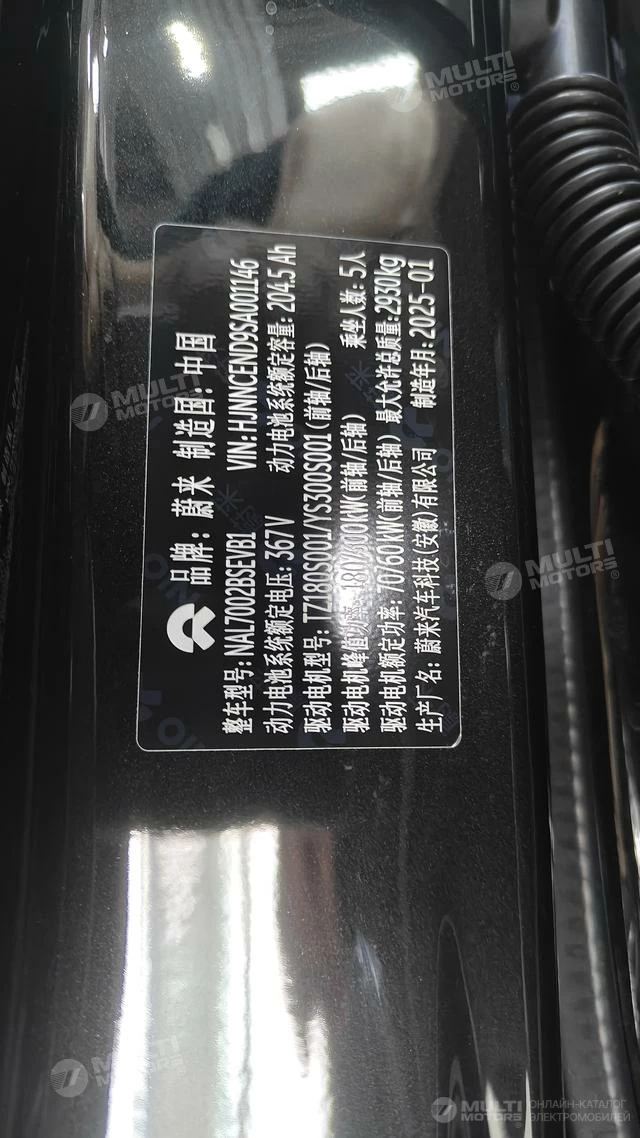 品牌: 蔚来 制造国: 中国
整车型号: NAL7002BSEVB1 VIN: HJNNCEND9SA001146
动力电池系统额定电压: 367V 动力电池系统额定容量: 204.5 Ah
驱动电机型号: TZ180S001/YS300S001 (前轴/后轴)
驱动电机峰值功率: 180/300kW(前轴/后轴) 乘坐人数: 5人
驱动电机额定功率: 70/60 kW(前轴/后轴) 最大允许总质量: 2930kg
生产厂名: 蔚来汽车科技(安徽)有限公司 制造年月: 2025-01
NIO
MULTI MOTORS®
MULTI MOTORS
MULTI MOTORS
MULTI MOTORS
MULTI MOTORS ОНЛАЙН-КАТАЛОГ ЭЛЕКТРОМОБИЛЕЙ